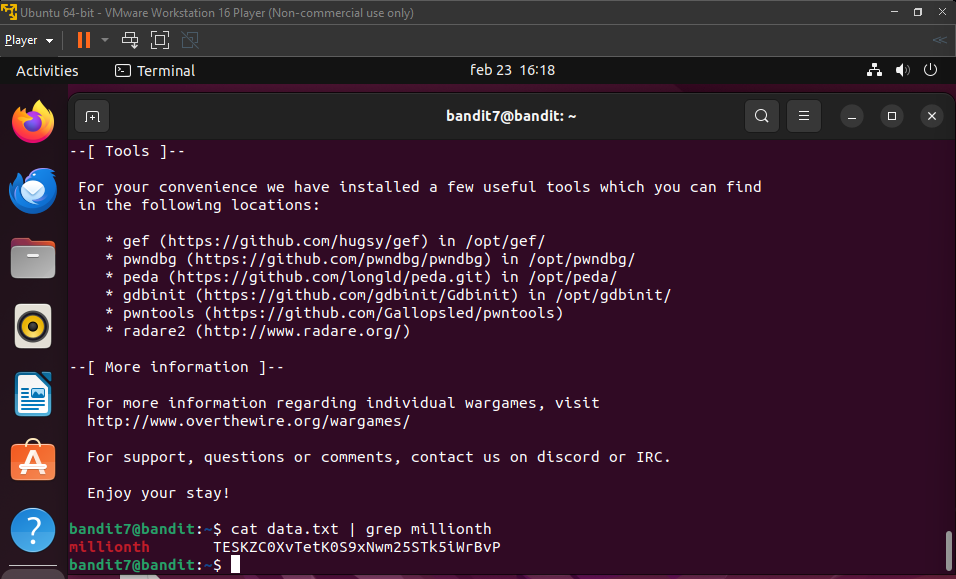 Ubuntu 64-bit - VMware Workstation 16 Player (Non-commercial use only)
Player
Activities
Terminal
feb 23 16:18
bandit7@bandit: ~
--[ Tools ]--
For your convenience we have installed a few useful tools which you can find
in the following locations:
* gef (https://github.com/hugsy/gef) in /opt/gef/
* pwndbg (https://github.com/pwndbg/pwndbg) in /opt/pwndbg/
* peda (https://github.com/longld/peda.git) in /opt/peda/
* gdbinit (https://github.com/gdbinit/Gdbinit) in /opt/gdbinit/
* pwntools (https://github.com/Gallopsled/pwntools)
* radare2 (http://www.radare.org/)
--[ More information ]--
For more information regarding individual wargames, visit
http://www.overthewire.org/wargames/
For support, questions or comments, contact us on discord or IRC.
Enjoy your stay!
bandit7@bandit:~$ cat data.txt | grep millionth
millionth       TESKZC0XvTetK0S9xNwm25STk5iWrBvP
bandit7@bandit:~$